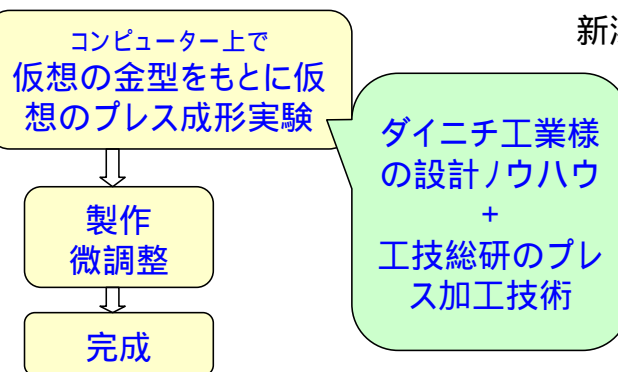 新潟
コンピューター上で
仮想の金型をもとに仮
想のプレス成形実験
ダイニチ工業様
の設計ノウハウ
+
工技総研のプレ
ス加工技術
製作
微調整
完成